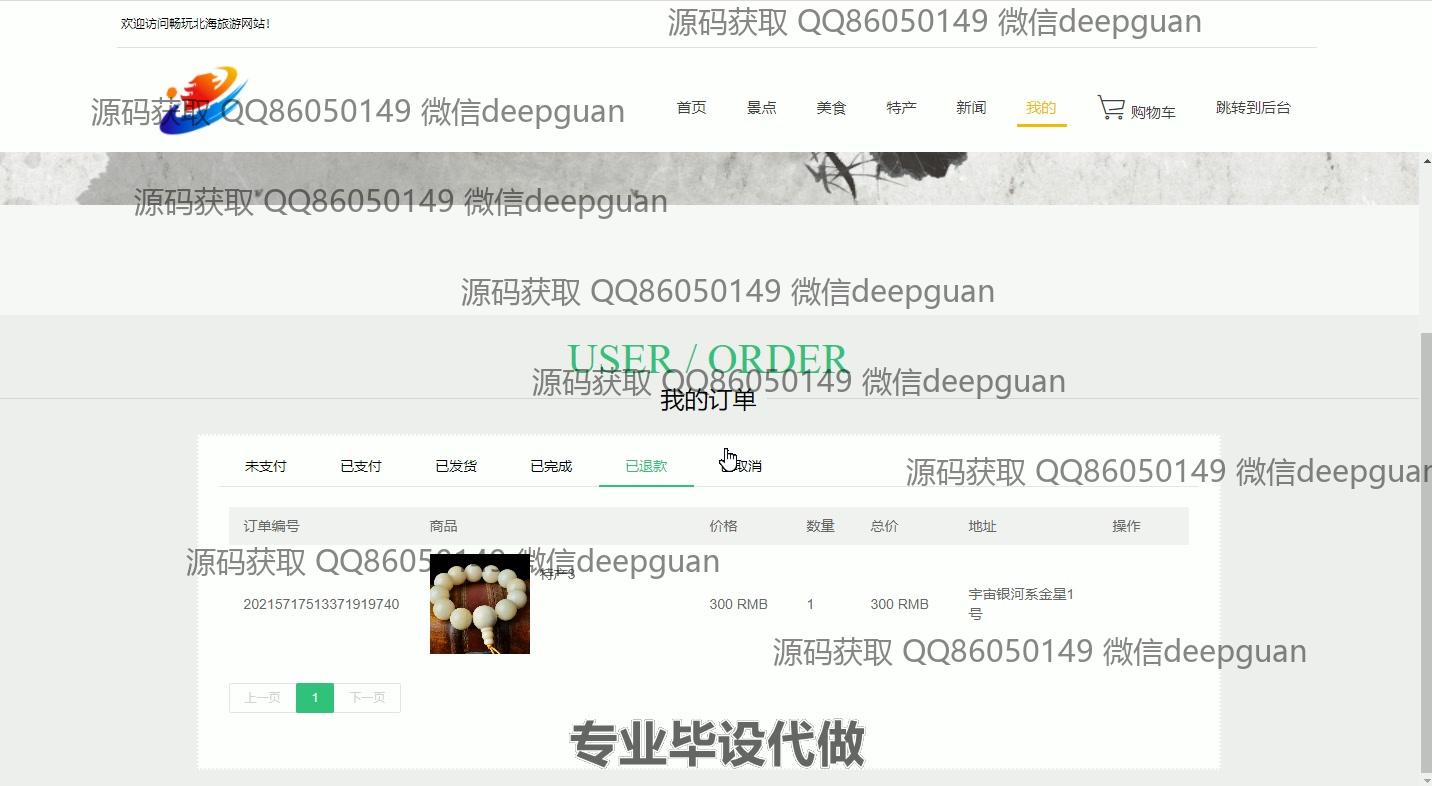 欢迎访问畅玩北海旅游网站!
源码获取 QQ86050149 微信deepguan
源码获取 QQ86050149 微信deepguan
首页 景点 美食 特产 新闻 我的 购物车 跳转到后台
源码获取 QQ86050149 微信deepguan
源码获取 QQ86050149 微信deepguan
USER / ORDER
源码获取 QQ86050149 微信deepguan
我的订单
未支付 已支付 已发货 已完成 已退款 取消
源码获取 QQ86050149 微信deepguan
订单编号 商品 价格 数量 总价 地址 操作
源码获取 QQ86050149 微信deepguan
特产3
20215717513371919740 300 RMB 1 300 RMB 宇宙银河系金星1
号
源码获取 QQ86050149 微信deepguan
上一页 1 下一页
专业毕设代做